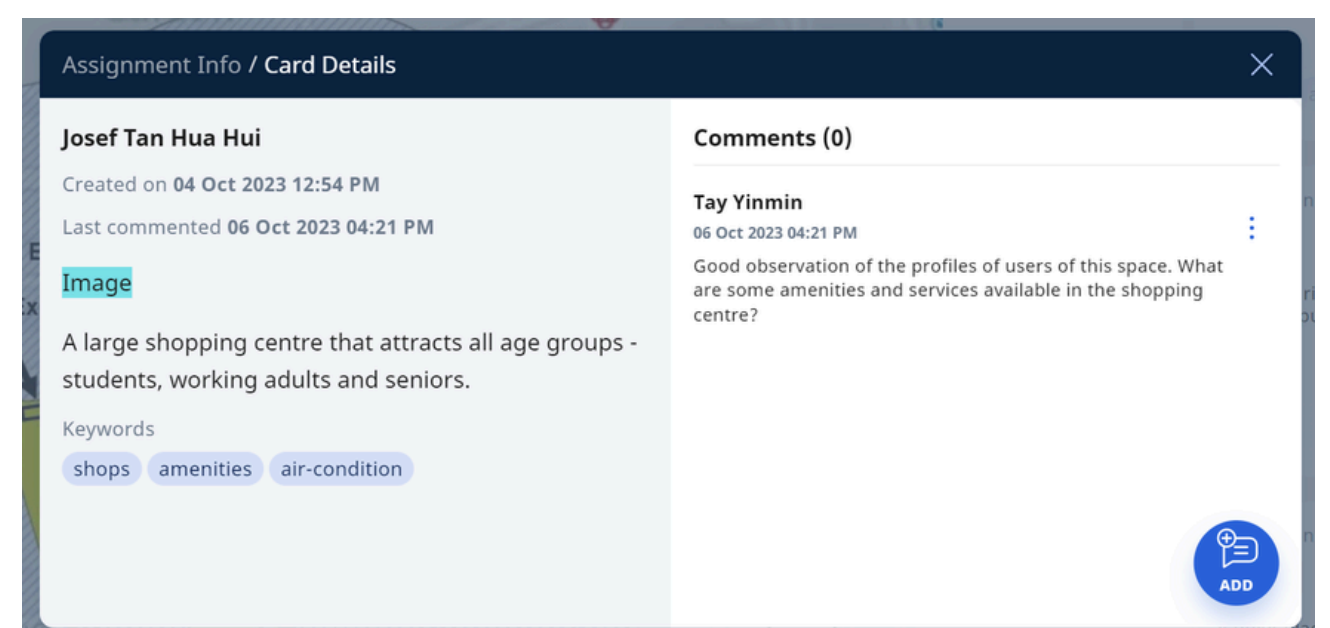 Assignment Info / Card Details
Josef Tan Hua Hui
Created on 04 Oct 2023 12:54 PM
Last commented 06 Oct 2023 04:21 PM
Image
A large shopping centre that attracts all age groups -
students, working adults and seniors.
Keywords
shops amenities air-condition
Comments (0)
Tay Yinmin
06 Oct 2023 04:21 PM
Good observation of the profiles of users of this space. What
are some amenities and services available in the shopping
centre?
ADD